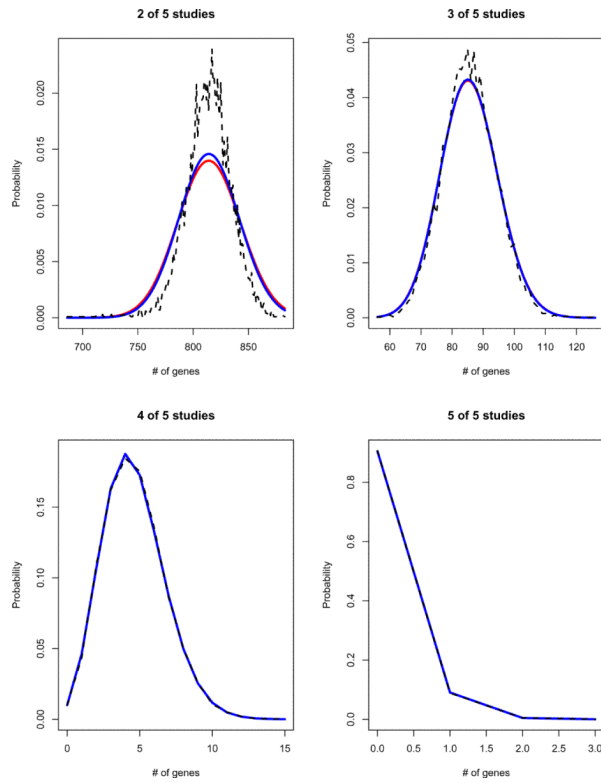 2 of 5 studies
Probability
0.000 0.005 0.010 0.015 0.020
700 750 800 850
# of genes
3 of 5 studies
Probability
0.00 0.01 0.02 0.03 0.04 0.05
60 70 80 90 100 110 120
# of genes
4 of 5 studies
Probability
0.00 0.05 0.10 0.15
0 5 10 15
# of genes
5 of 5 studies
Probability
0.0 0.2 0.4 0.6 0.8
0.0 0.5 1.0 1.5 2.0 2.5 3.0
# of genes